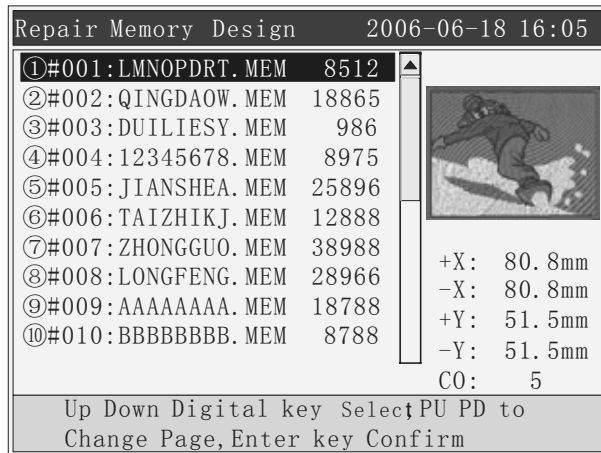 Repair Memory Design 2006-06-18 16:05
①#001:LMNOPDRT.MEM 8512
②#002:QINGDAOW.MEM 18865
③#003:DUILIESY.MEM 986
④#004:12345678.MEM 8975
⑤#005:JIANSHEA.MEM 25896
⑥#006:TAIZHIKJ.MEM 12888
⑦#007:ZHONGGUO.MEM 38988
⑧#008:LONGFENG.MEM 28966
⑨#009:AAAAAAAA.MEM 18788
⑩#010:BBBBBBBB.MEM 8788
+X: 80.8mm
-X: 80.8mm
+Y: 51.5mm
-Y: 51.5mm
CO: 5
Up Down Digital key Select,PU PD to
Change Page,Enter key Confirm